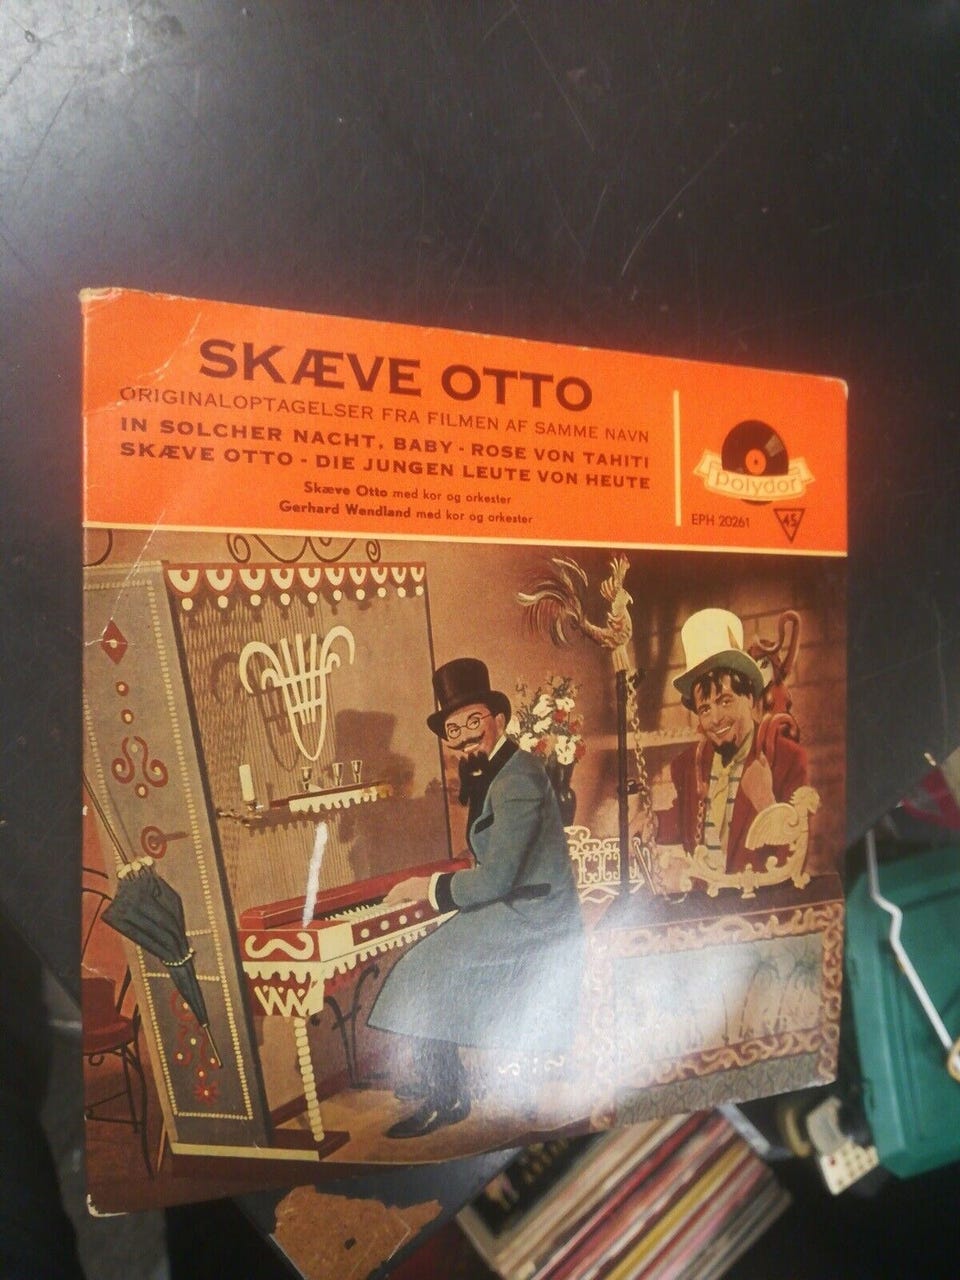 SKÆVE OTTO
ORIGINALOPTAGELSER FRA FILMEN AF SAMME NAVN
IN SOLCHER NACHT, BABY - ROSE VON TAHITI
SKÆVE OTTO - DIE JUNGEN LEUTE VON HEUTE
Skæve Otto med kor og orkester
Gerhard Wendland med kor og orkester
polydor
EPH 20261
45